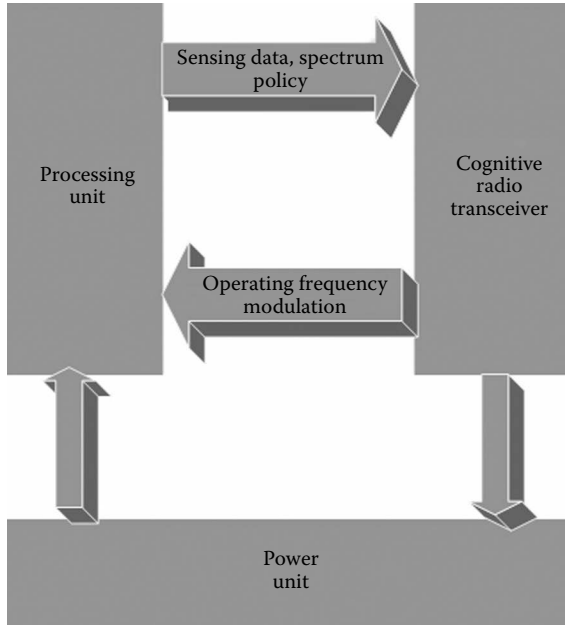 Sensing data, spectrum
policy
Processing
unit
Cognitive
radio
transceiver
Operating frequency
modulation
Power
unit